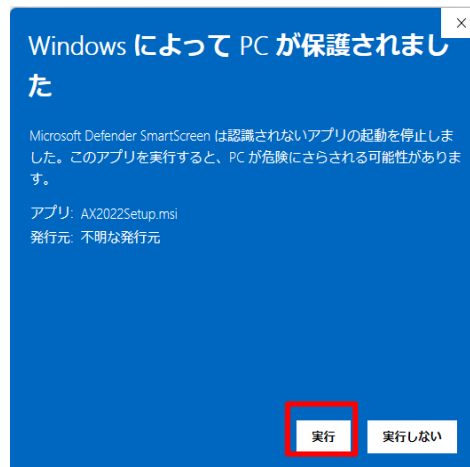 Windows によって PC が保護されまし
た
Microsoft Defender SmartScreen は認識されないアプリの起動を停止しま
した。このアプリを実行すると、PC が危険にさらされる可能性がありま
す。
アプリ: AX2022Setup.msi
発行元: 不明な発行元
実行 実行しない